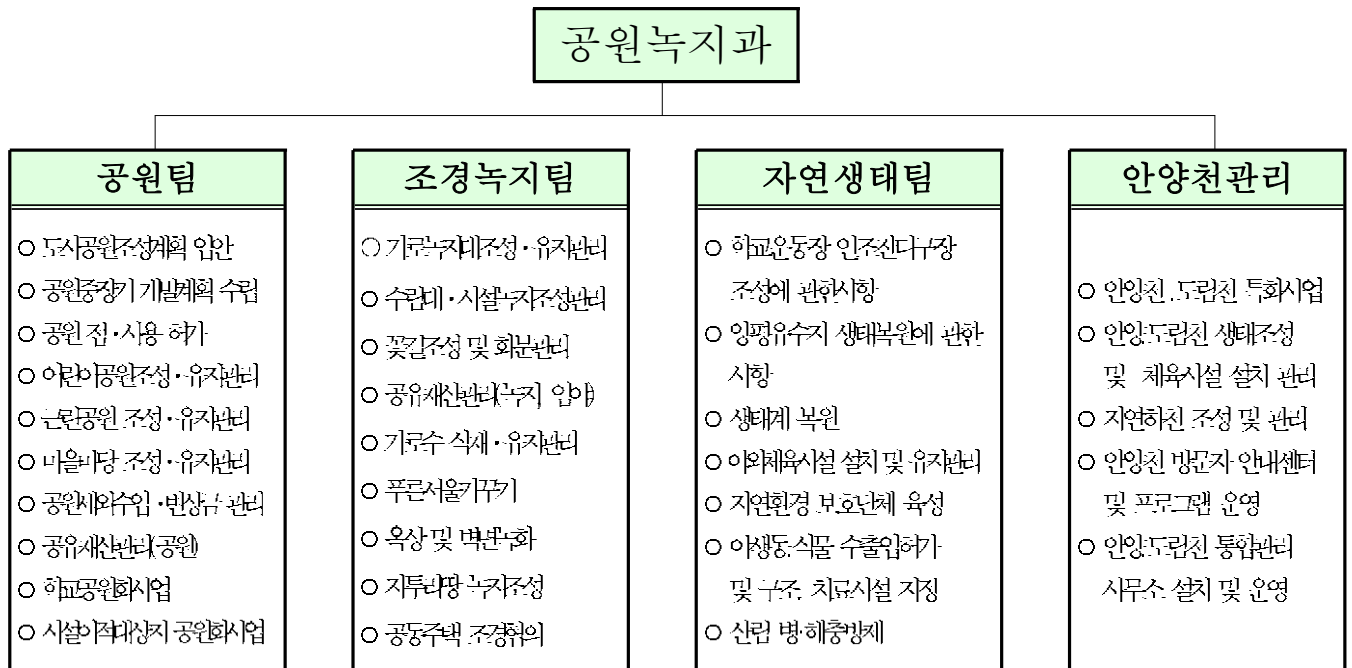 공원녹지과
공원팀
○ 도시공원조성계획 입안
○ 공원중장기 개발계획 수립
○ 공원 점·사용 허가
○ 어린이공원조성·유지관리
○ 근린공원 조성·유지관리
○ 마을마당 조성·유지관리
○ 공원세외수입·변상금 관리
○ 공유재산관리(공원)
○ 학교공원화사업
○ 시설이적대상지 공원화사업
조경녹지팀
○ 가로녹지대조성·유지관리
○ 수림대·시설녹지조성관리
○ 꽃길조성 및 화분관리
○ 공유재산관리(녹지, 임야)
○ 가로수 식재·유지관리
○ 푸른서울가꾸기
○ 옥상 및 벽면녹화
○ 자투리땅 녹지조성
○ 공동주택 조경협의
자연생태팀
○ 학교운동장 인조잔디구장
조성에 관한사항
○ 양평유수지 생태복원에 관한
사항
○ 생태계 복원
○ 야외체육시설 설치 및 유지관리
○ 자연환경 보호단체 육성
○ 야생동·식물 수출입허가
및 구조, 치료시설 지정
○ 산림 병·해충방제
안양천관리
○ 안양천,도림천 특화사업
○ 안양,도림천 생태조성
및 체육시설 설치 관리
○ 자연하천 조성 및 관리
○ 안양천 방문자 안내센터
및 프로그램 운영
○ 안양,도림천 통합관리
사무소 설치 및 운영